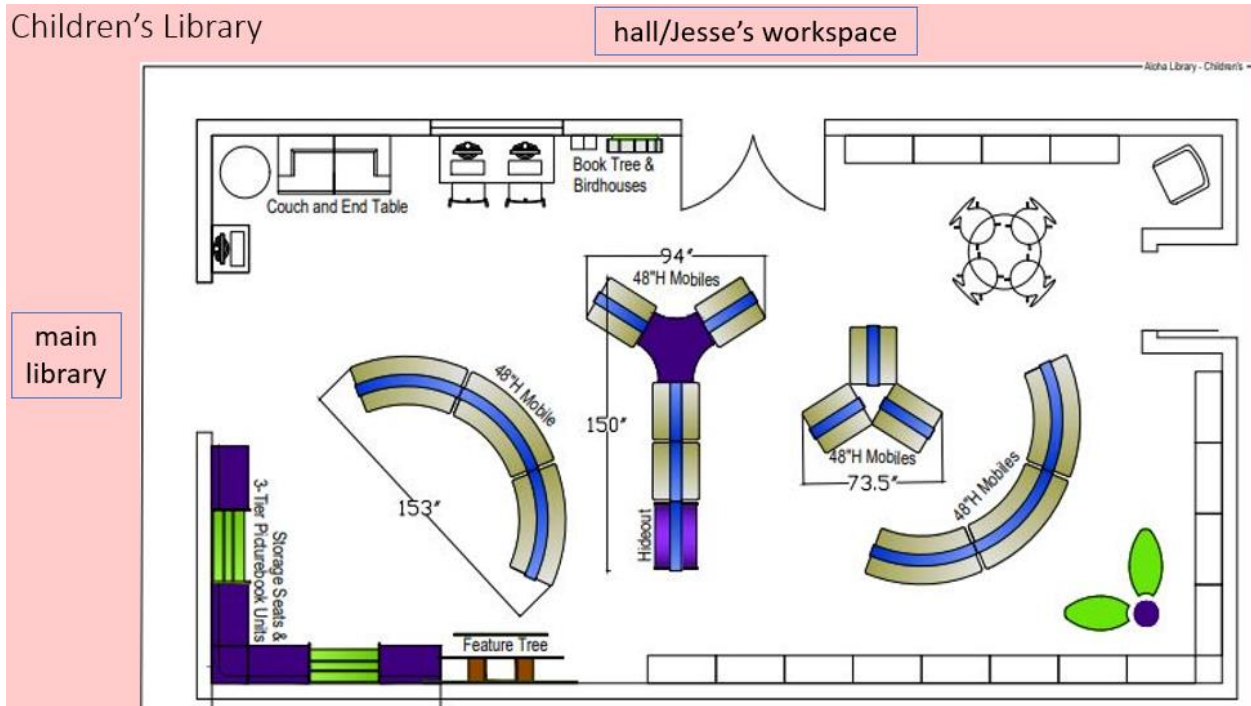 Children's Library
hall/Jesse's workspace
Aloha Library - Children's
Book Tree &
Birdhouses
Couch and End Table
94"
48"H Mobiles
main
library
48"H Mobile
150"
153"
48"H Mobiles
73.5"
48"H Mobiles
Hideout
Storage Seats &
3-Tier Picturebook Units
Feature Tree